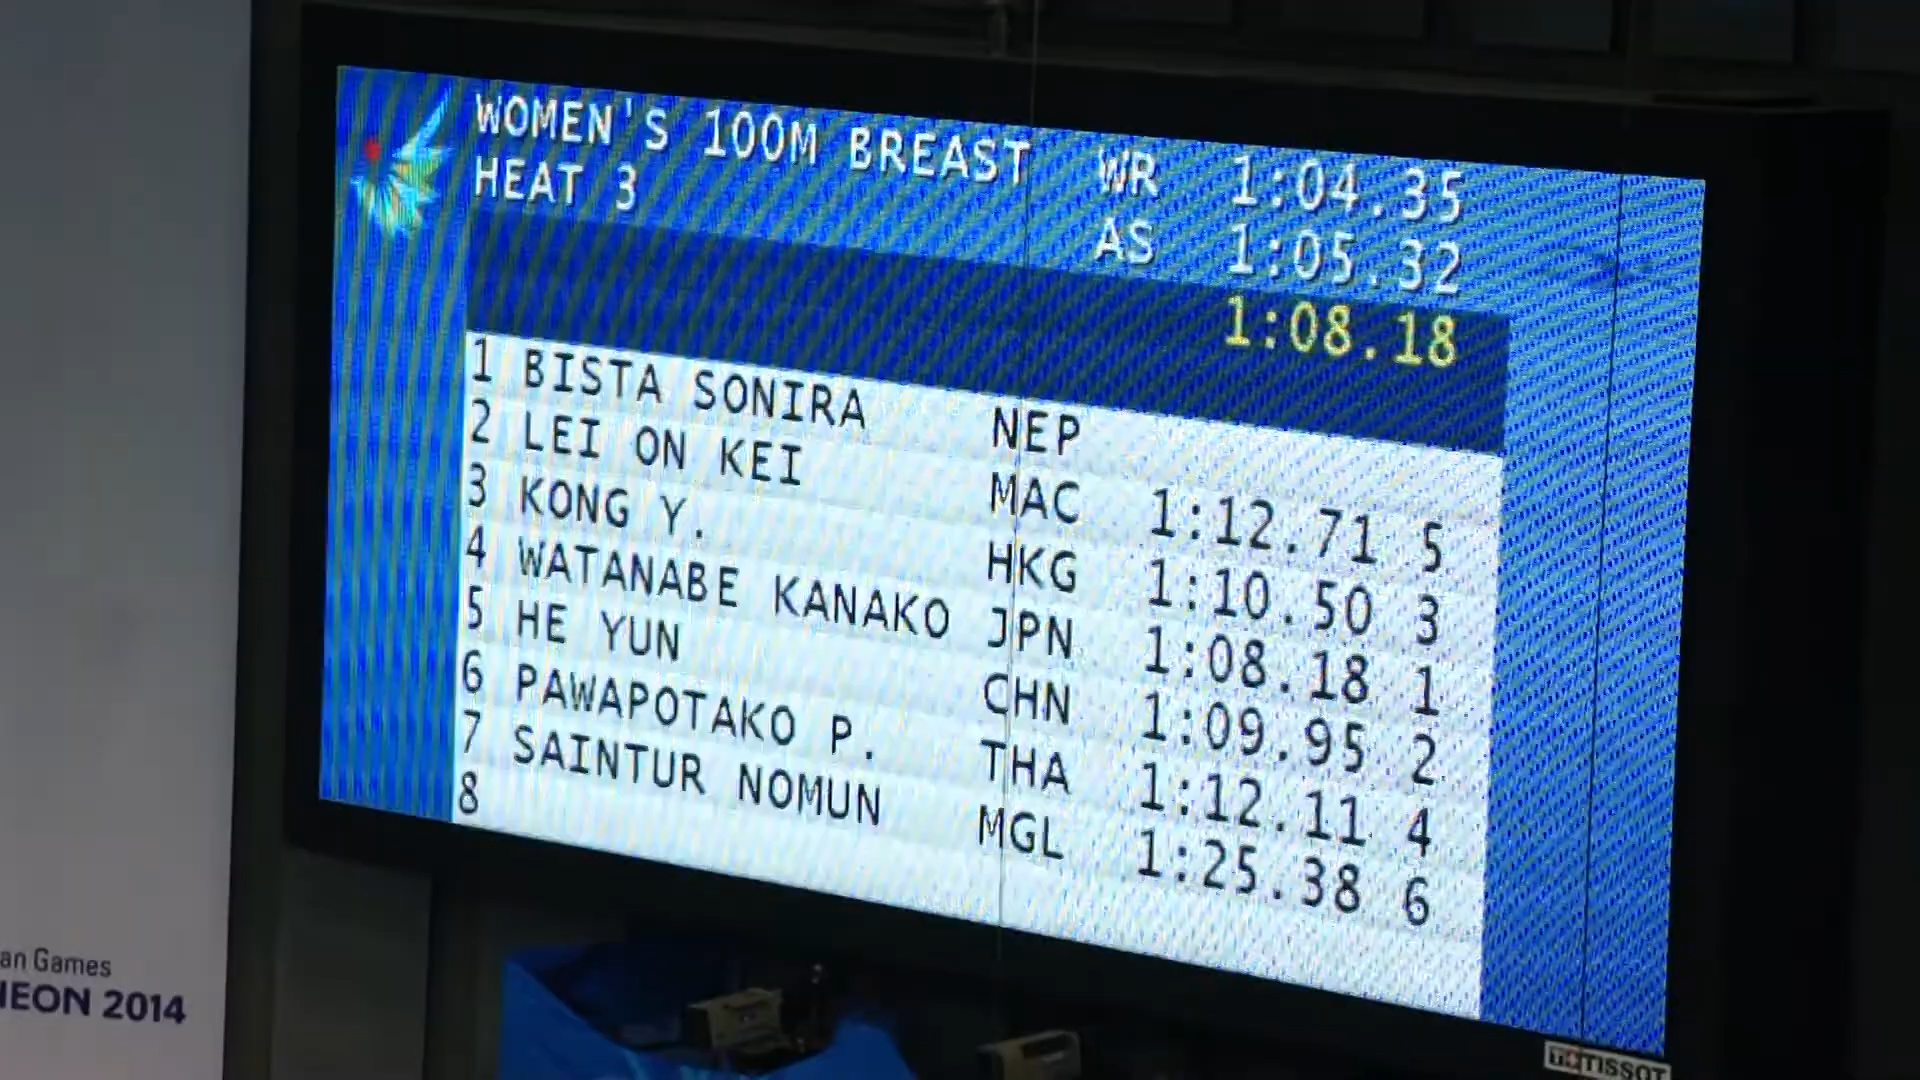 WOMEN'S 100M BREAST WR 1:04.35
HEAT 3 AS 1:05.32
1:08.18
1 BISTA SONIRA NEP
2 LEI ON KEI MAC 1:12.71 5
3 KONG Y. HKG 1:10.50 3
4 WATANABE KANAKO JPN 1:08.18 1
5 HE YUN CHN 1:09.95 2
6 PAWAPOTAKO P. THA 1:12.11 4
7 SAINTUR NOMUN MGL 1:25.38 6
8
an Games
HEON 2014
TISSOT